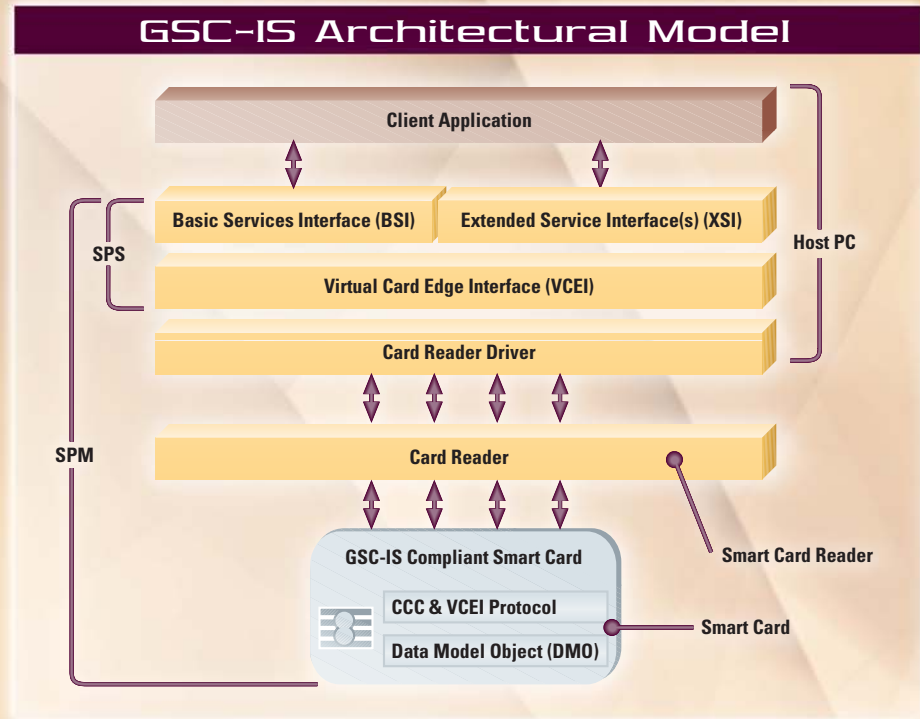 GSC-IS Architectural Model
Client Application
Basic Services Interface (BSI)
Extended Service Interface(s) (XSI)
SPS
Host PC
Virtual Card Edge Interface (VCEI)
Card Reader Driver
SPM
Card Reader
GSC-IS Compliant Smart Card
Smart Card Reader
CCC & VCEI Protocol
Smart Card
Data Model Object (DMO)